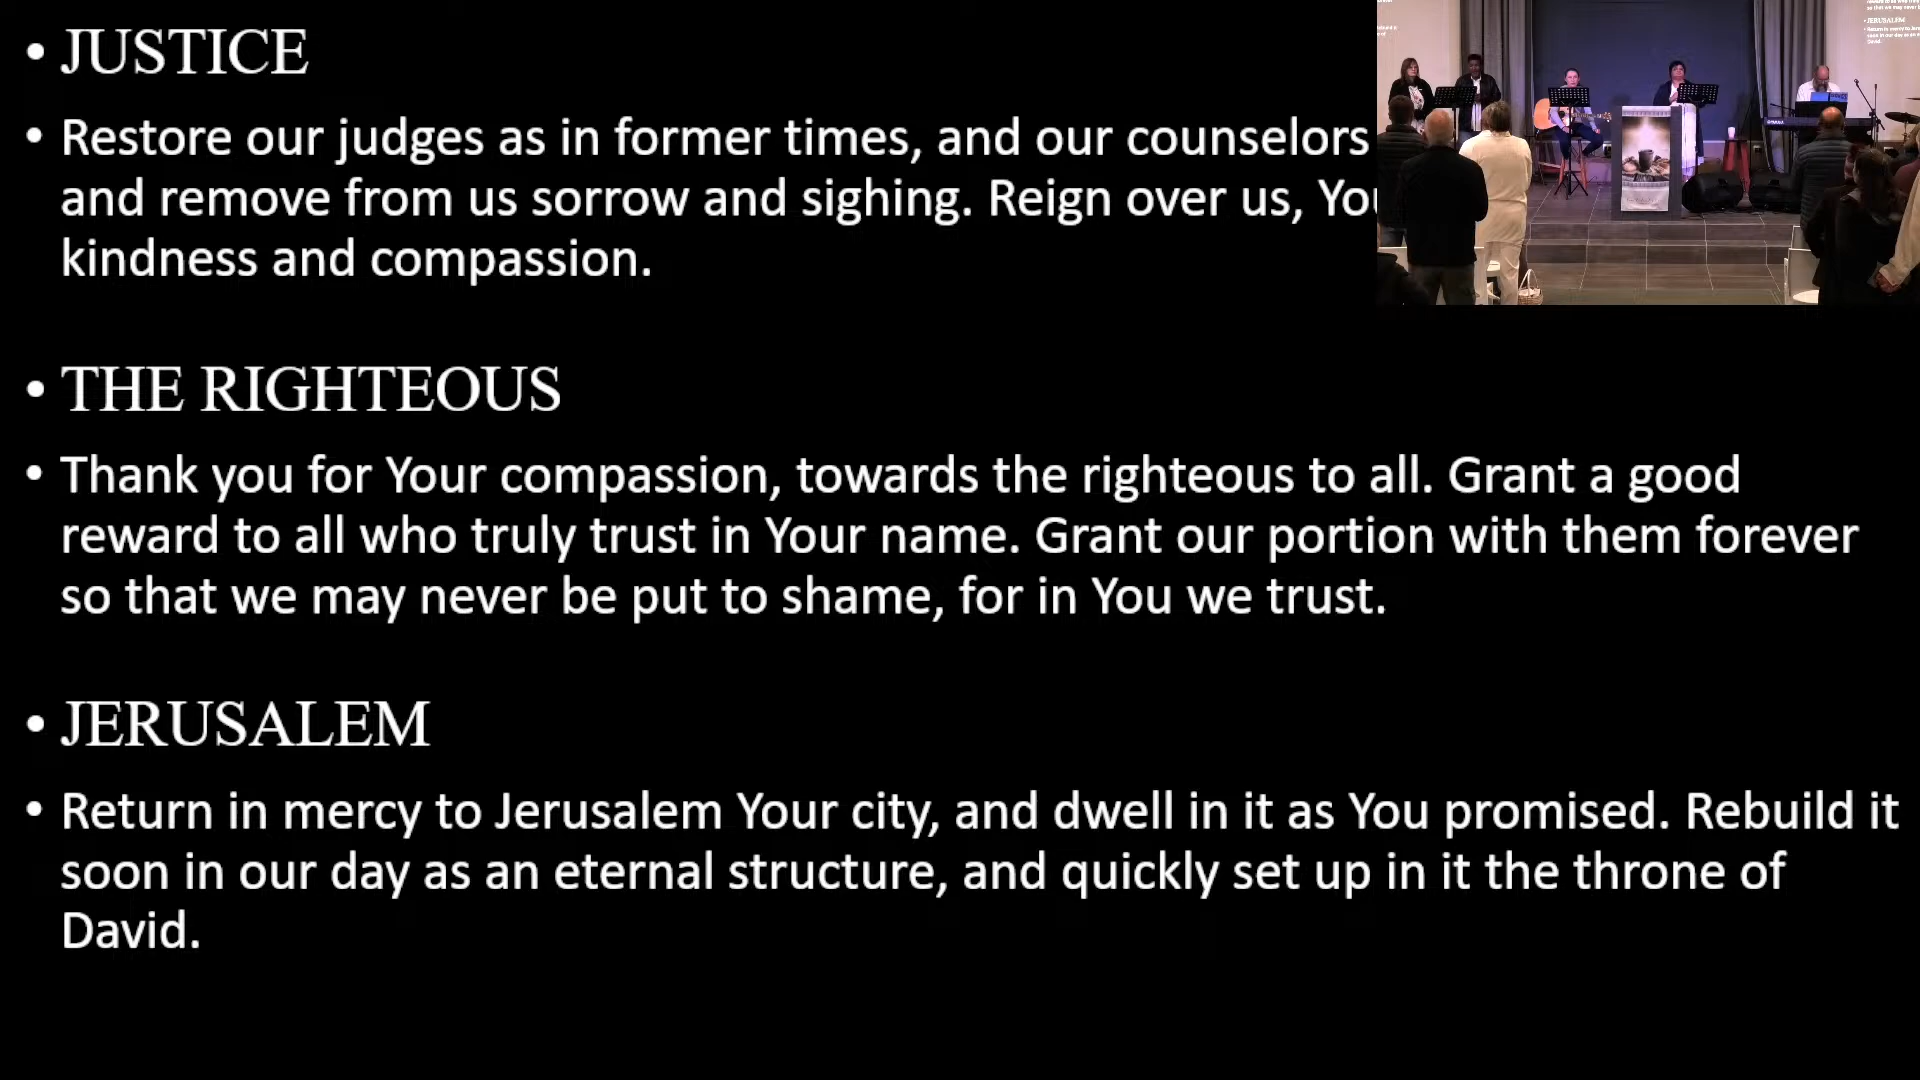 • JUSTICE
• Restore our judges as in former times, and our counselors
and remove from us sorrow and sighing. Reign over us,
kindness and compassion.
• THE RIGHTEOUS
• Thank you for Your compassion, towards the righteous to all. Grant a good
reward to all who truly trust in Your name. Grant our portion with them forever
so that we may never be put to shame, for in You we trust.
• JERUSALEM
• Return in mercy to Jerusalem Your city, and dwell in it as You promised. Rebuild it
soon in our day as an eternal structure, and quickly set up in it the throne of
David.